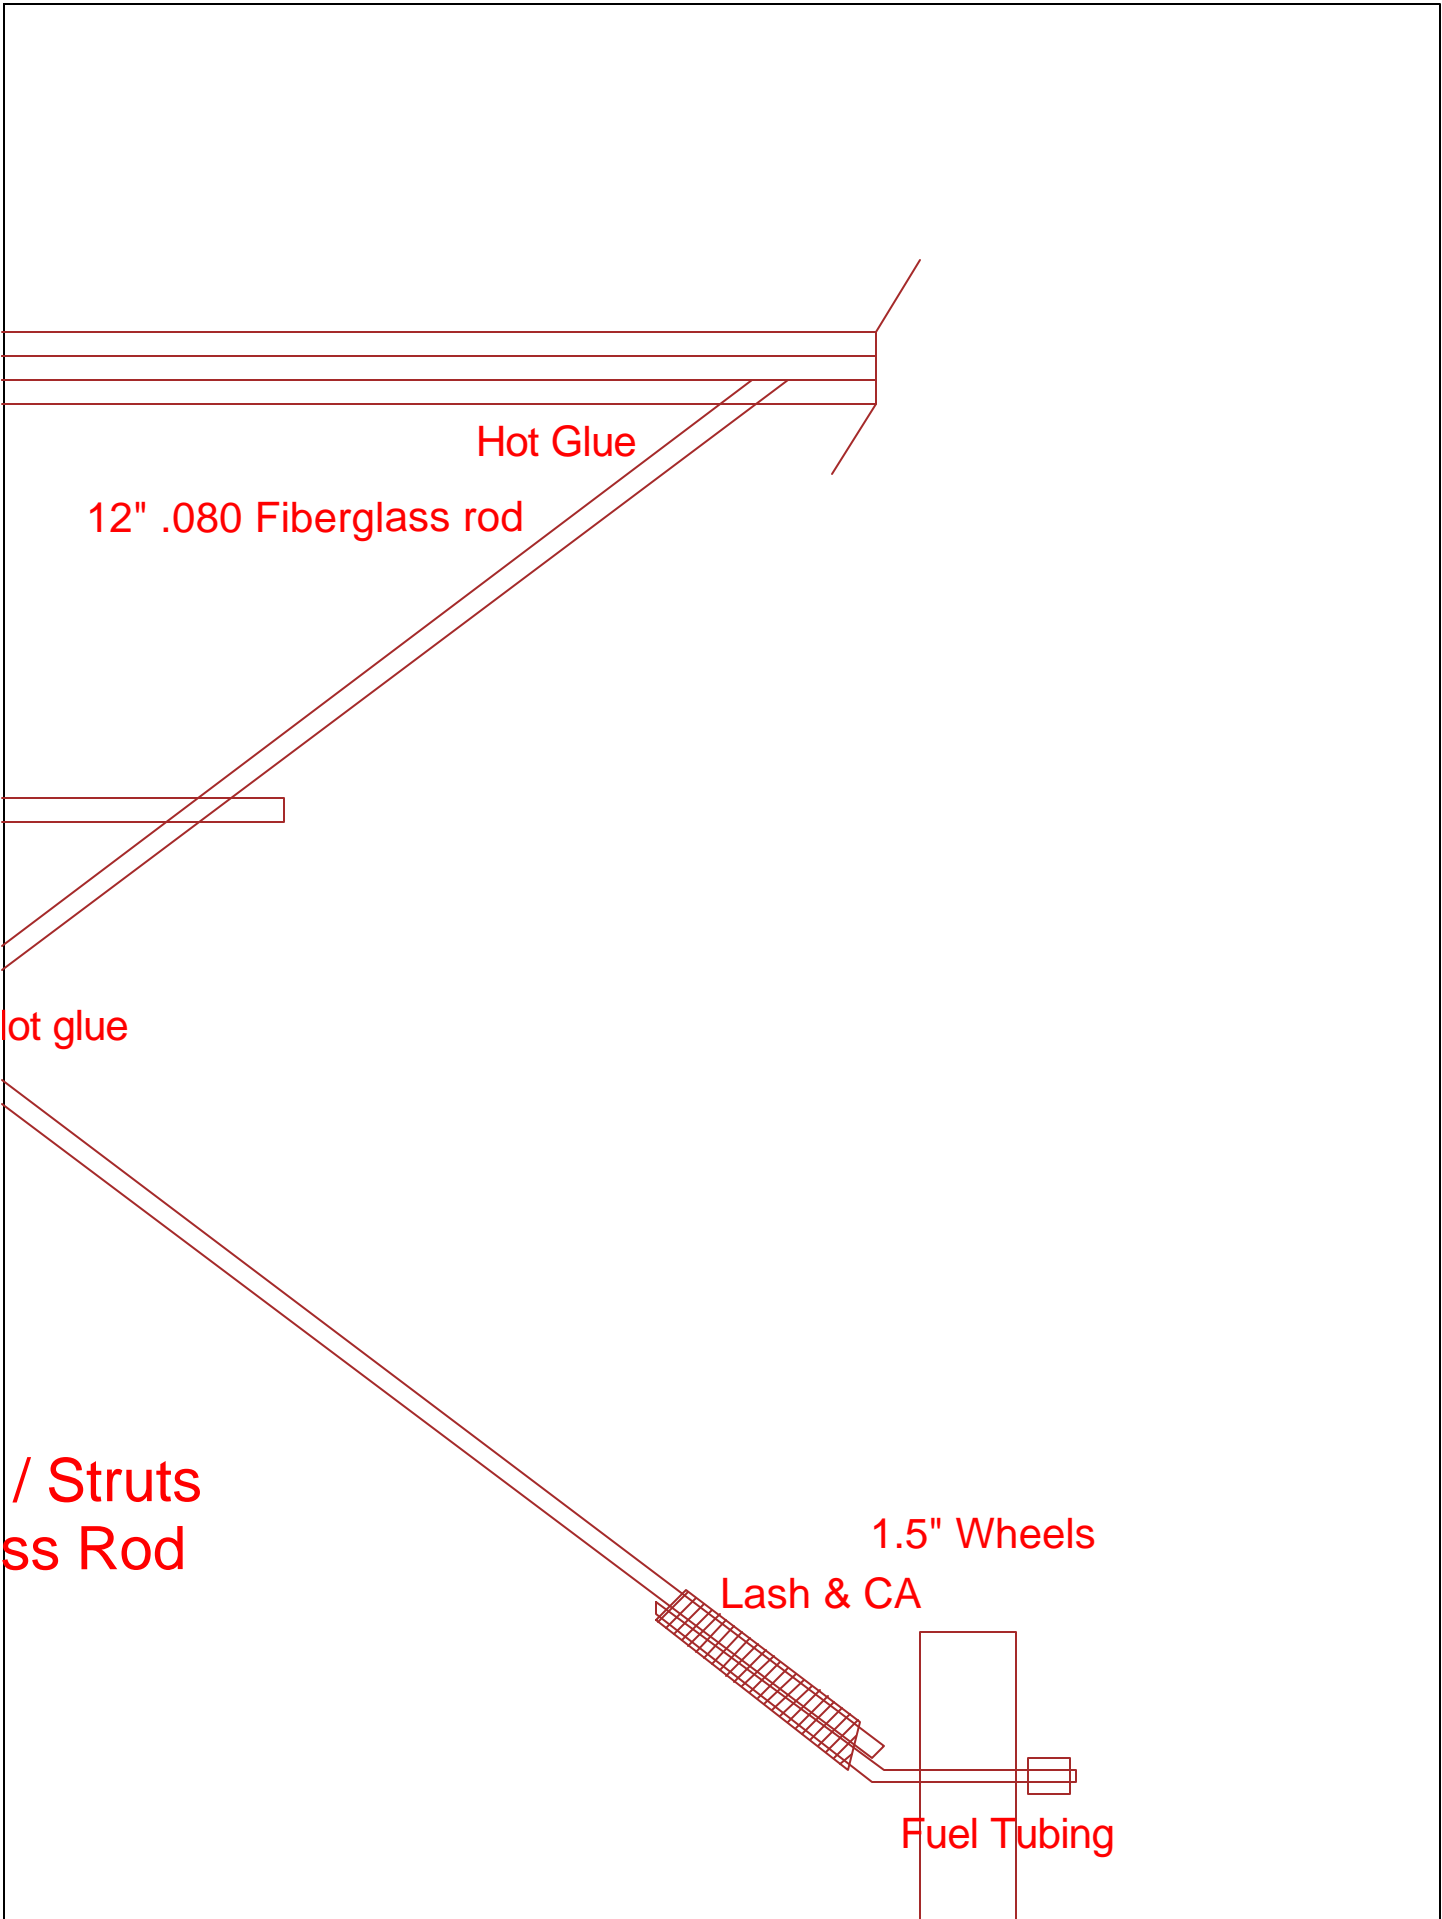 Hot Glue
12" .080 Fiberglass rod
lot glue
/ Struts
ss Rod
1.5" Wheels
Lash & CA
Fuel Tubing